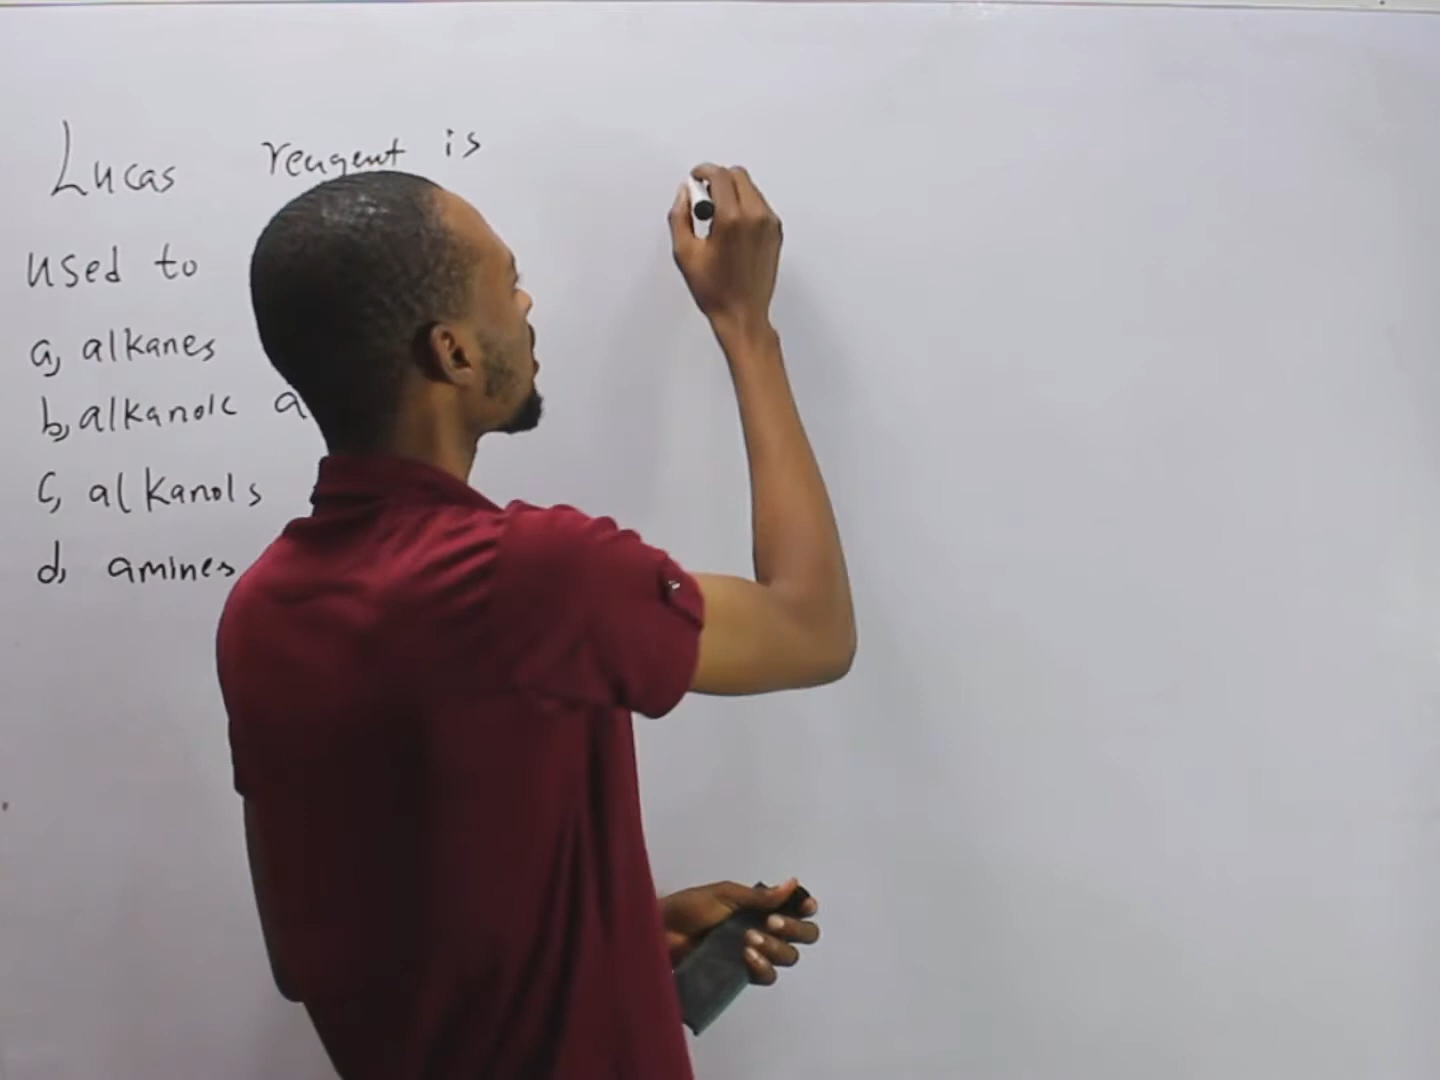 Lucas reagent is
used to
a, alkanes
b, alkanoic a
c, alkanols
d, amines